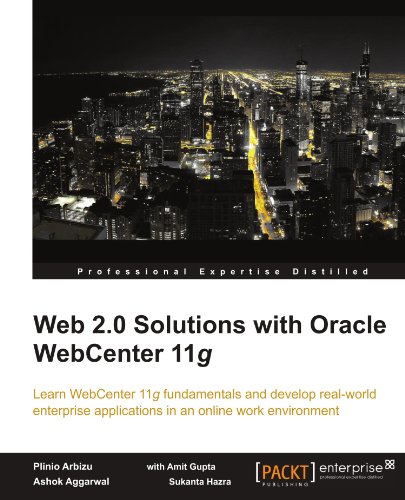 Professional Expertise Distilled
Web 2.0 Solutions with Oracle
WebCenter 11g
Learn WebCenter 11g fundamentals and develop real-world
enterprise applications in an online work environment
Plinio Arbizu with Amit Gupta
Ashok Aggarwal Sukanta Hazra
[PACKT] enterprise
PUBLISHING professional expertise distilled